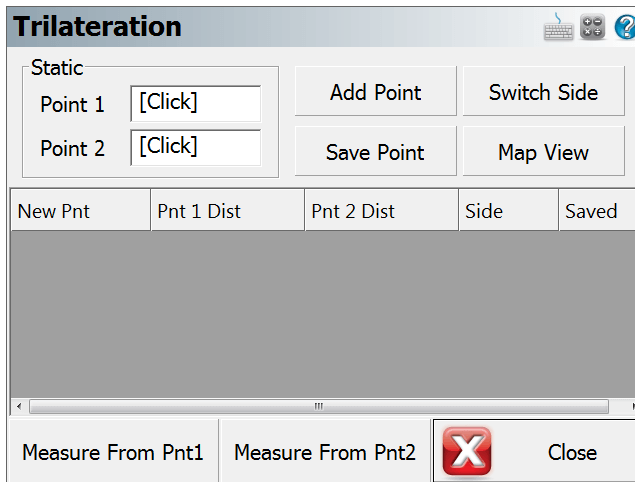 Trilateration
Static
Point 1 [Click]
Point 2 [Click]
Add Point
Switch Side
Save Point
Map View
New Pnt Pnt 1 Dist Pnt 2 Dist Side Saved
Measure From Pnt1
Measure From Pnt2
Close